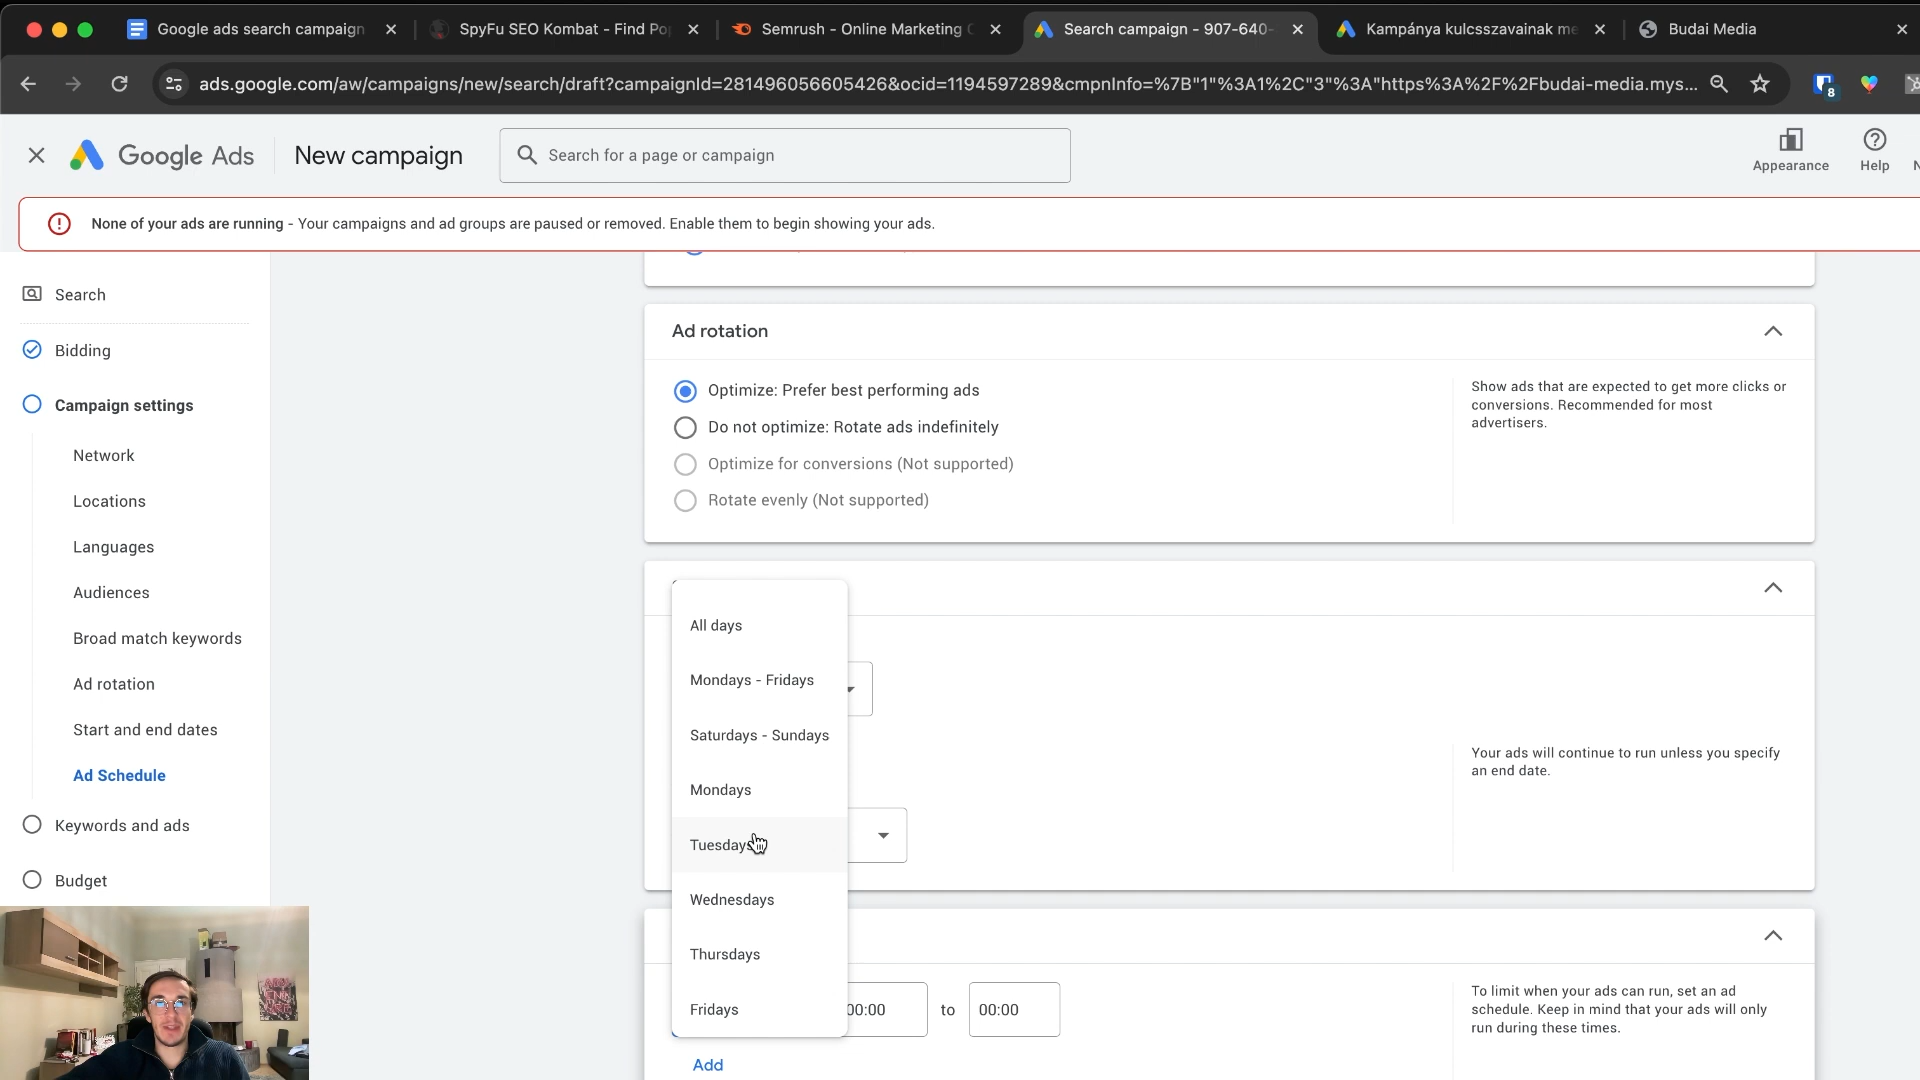 Google ads search campaign
SpyFu SEO Kombat - Find Po
Semrush - Online Marketing
Search campaign - 907-640-
Kampánya kulcsszavainak me
Budai Media
ads.google.com/aw/campaigns/new/search/draft?campaignId=281496056605426&ocid=1194597289&cmpnInfo=%7B"1"%3A1%2C"3"%3A"https%3A%2F%2Fbudai-media.mys...
8
Google Ads
New campaign
Search for a page or campaign
Appearance
Help
None of your ads are running - Your campaigns and ad groups are paused or removed. Enable them to begin showing your ads.
Search
Bidding
Campaign settings
Network
Locations
Languages
Audiences
Broad match keywords
Ad rotation
Start and end dates
Ad Schedule
Keywords and ads
Budget
Ad rotation
Optimize: Prefer best performing ads
Do not optimize: Rotate ads indefinitely
Optimize for conversions (Not supported)
Rotate evenly (Not supported)
Show ads that are expected to get more clicks or
conversions. Recommended for most
advertisers.
All days
Mondays - Fridays
Saturdays - Sundays
Mondays
Tuesdays
Wednesdays
Thursdays
Fridays
Your ads will continue to run unless you specify
an end date.
00:00 to 00:00
Add
To limit when your ads can run, set an ad
schedule. Keep in mind that your ads will only
run during these times.